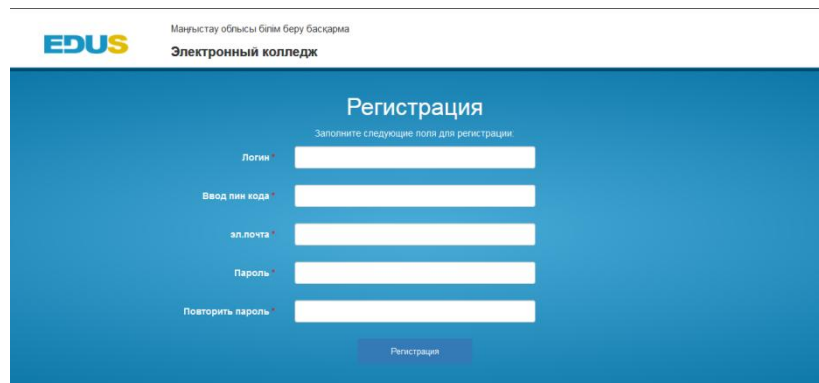 EDUS
Маңғыстау облысы білім беру басқарма
Электронный колледж
Регистрация
Заполните следующие поля для регистрации:
Логин *
Ввод пин кода *
эл.почта *
Пароль *
Повторить пароль *
Регистрация